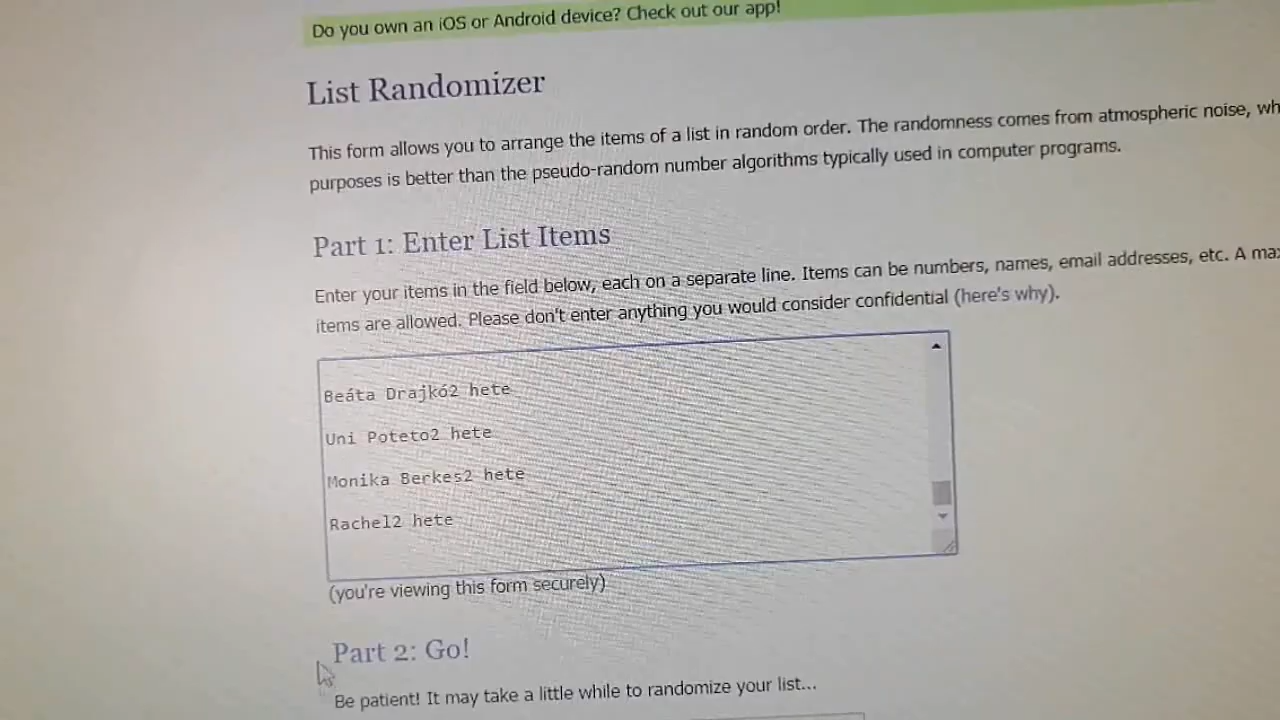 Do you own an iOS or Android device? Check out our app!
List Randomizer
This form allows you to arrange the items of a list in random order. The randomness comes from atmospheric noise, wh
purposes is better than the pseudo-random number algorithms typically used in computer programs.
Part 1: Enter List Items
Enter your items in the field below, each on a separate line. Items can be numbers, names, email addresses, etc. A max
items are allowed. Please don't enter anything you would consider confidential (here's why).
Beáta Drajkó2 hete
Uni Poteto2 hete
Monika Berkes2 hete
Rachel2 hete
(you're viewing this form securely)
Part 2: Go!
Be patient! It may take a little while to randomize your list...